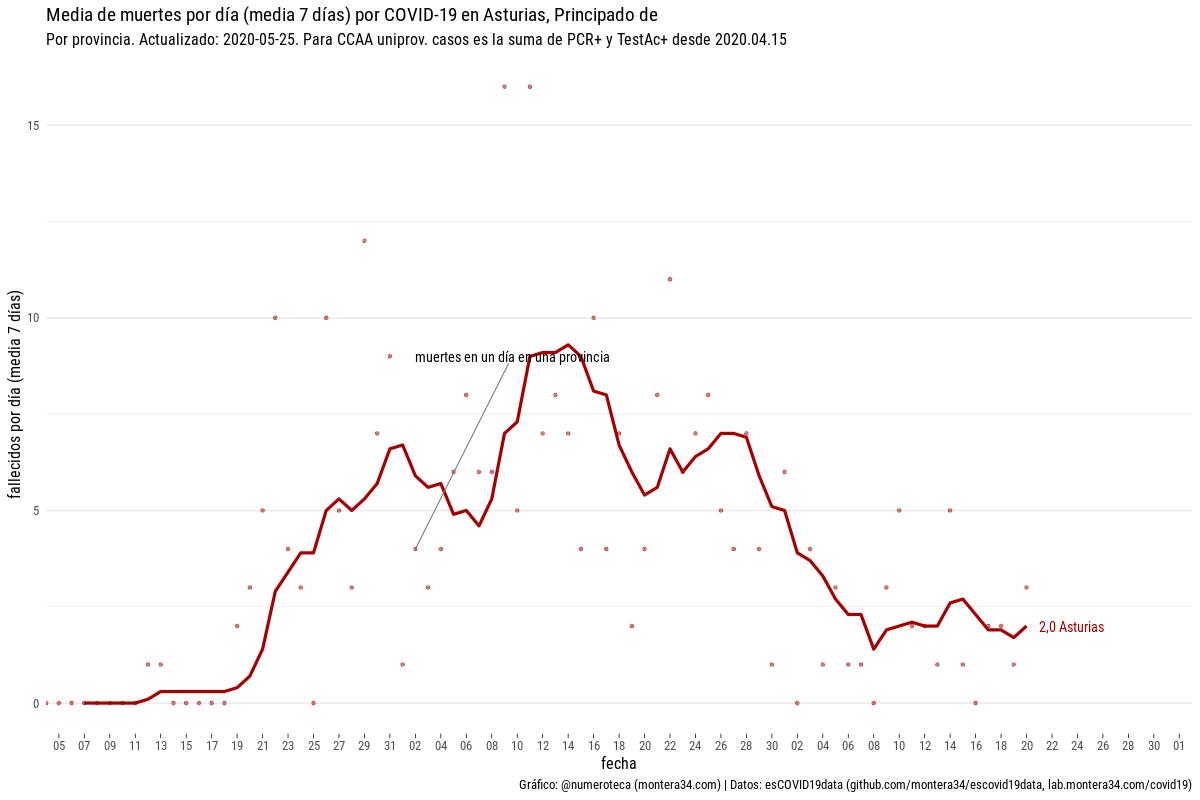 Media de muertes por día (media 7 días) por COVID-19 en Asturias, Principado de
Por provincia. Actualizado: 2020-05-25. Para CCAA uniprov. casos es la suma de PCR+ y TestAc+ desde 2020.04.15
fallecidos por día (media 7 días)
15
10
5
0
muertes en un día en una provincia
2,0 Asturias
05 07 09 11 13 15 17 19 21 23 25 27 29 31 02 04 06 08 10 12 14 16 18 20 22 24 26 28 30 02 04 06 08 10 12 14 16 18 20 22 24 26 28 30 01
fecha
Gráfico: @numeroteca (montera34.com) | Datos: esCOVID19data (github.com/montera34/escovid19data, lab.montera34.com/covid19)